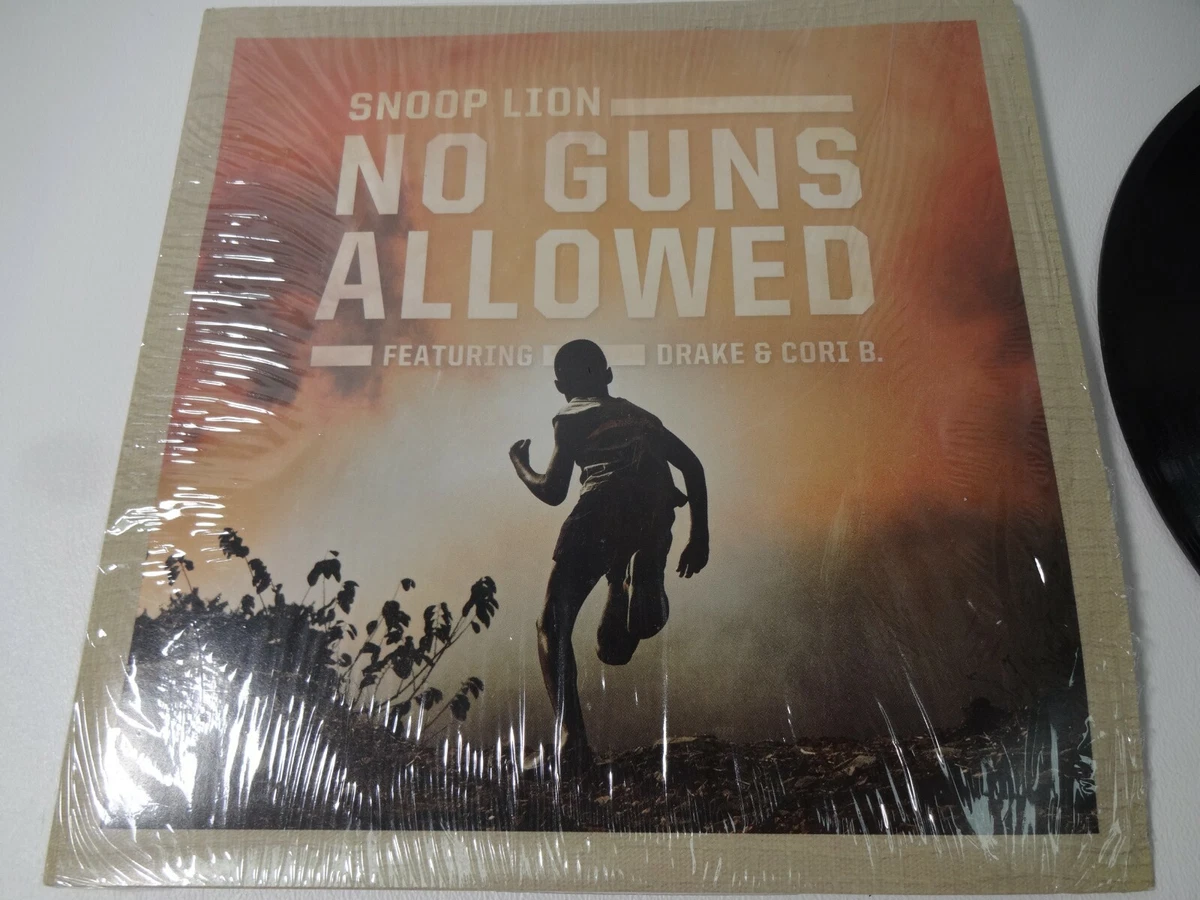 SNOOP LION
NO GUNS
ALLOWED
FEATURING DRAKE & CORI B.